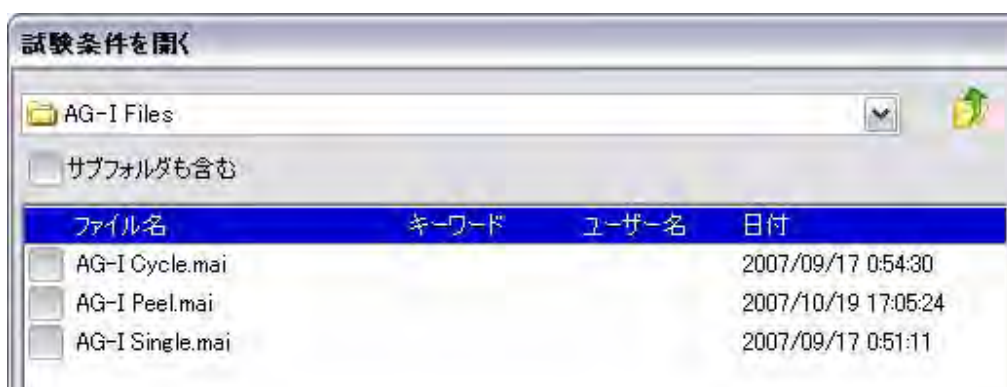 試験条件を開く
AG-I Files
サブフォルダも含む
ファイル名 キーワード ユーザー名 日付
AG-I Cycle.mai 2007/09/17 0:54:30
AG-I Peel.mai 2007/10/19 17:05:24
AG-I Single.mai 2007/09/17 0:51:11